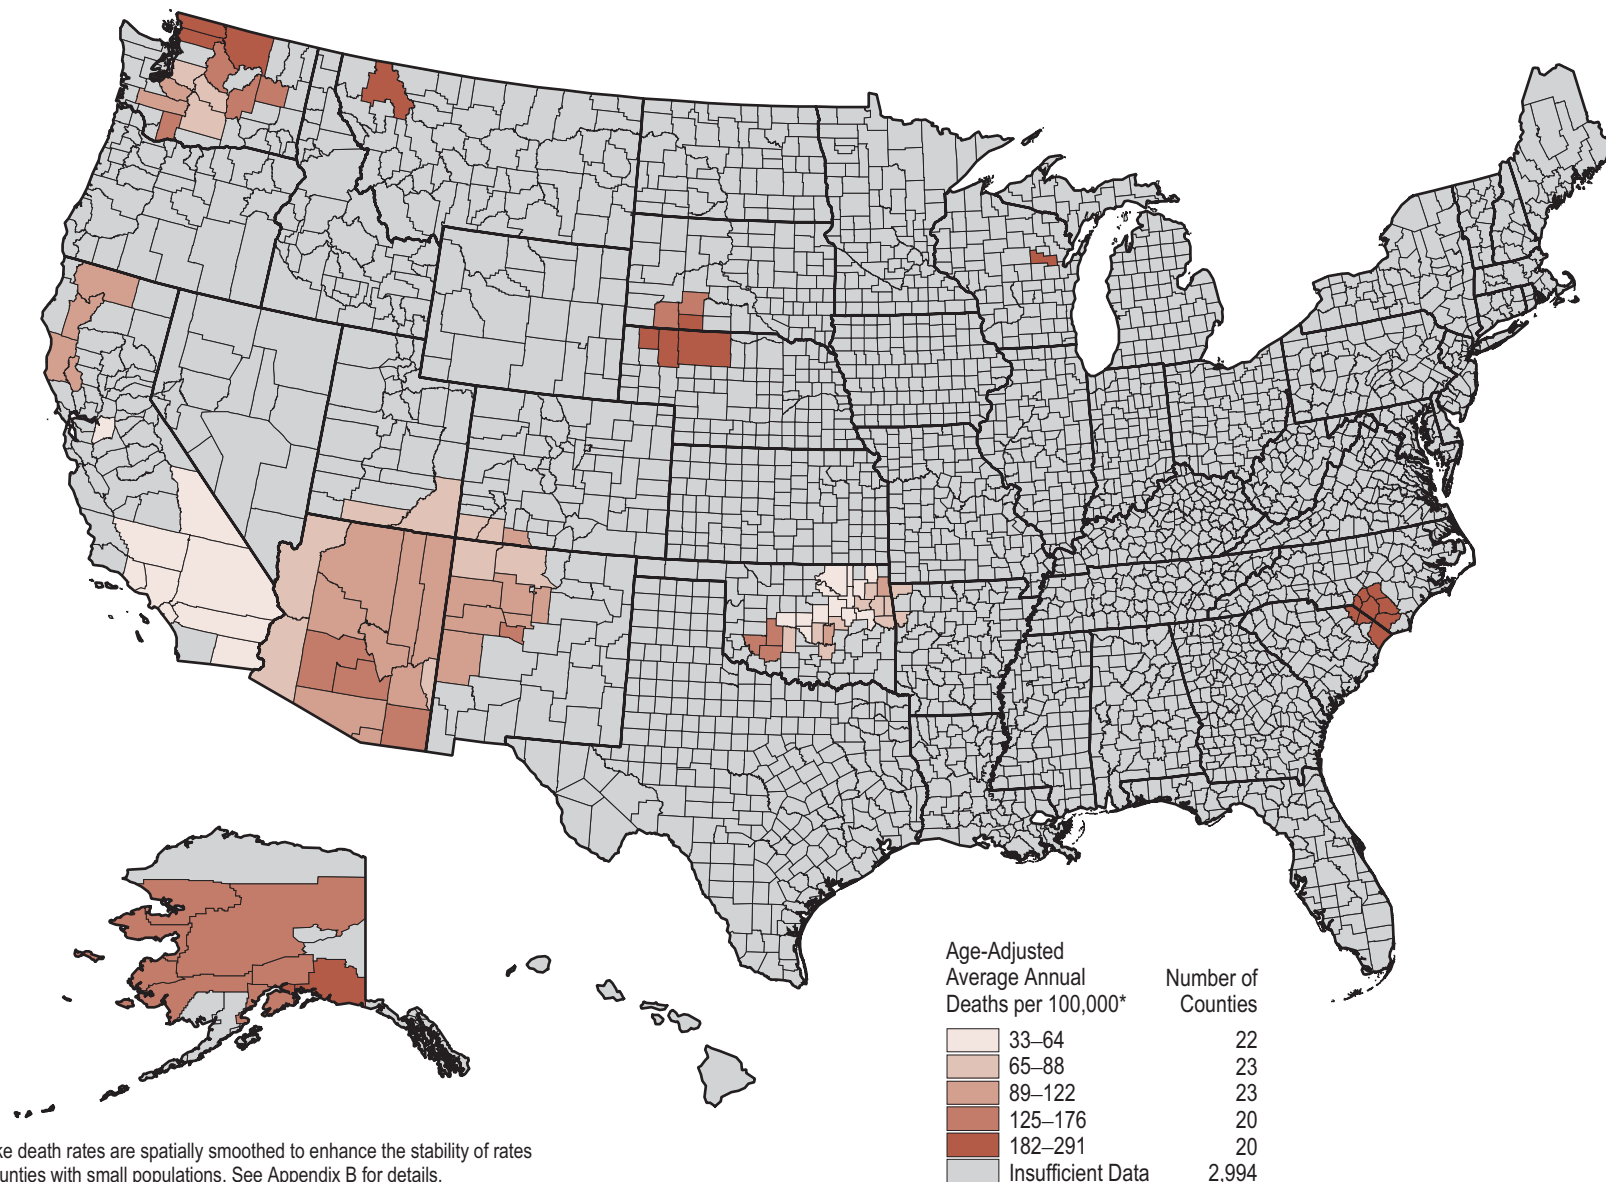 Age-Adjusted
Average Annual
Deaths per 100,000*
Number of
Counties
33–64 22
65–88 23
89–122 23
125–176 20
182–291 20
Insufficient Data 2,994
ke death rates are spatially smoothed to enhance the stability of rates
ounties with small populations. See Appendix B for details.